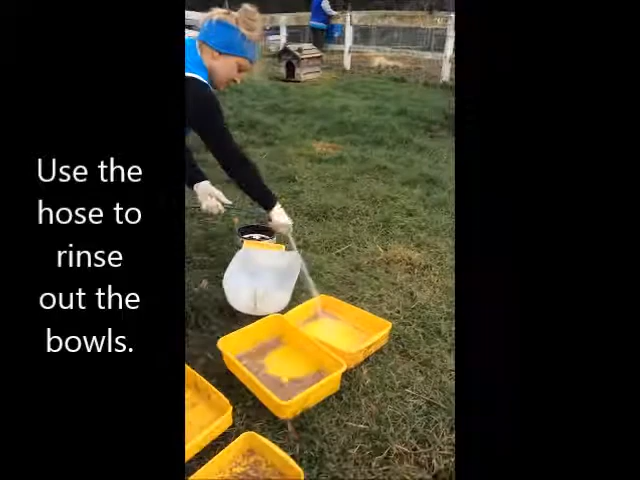 Use the
hose to
rinse
out the
bowls.